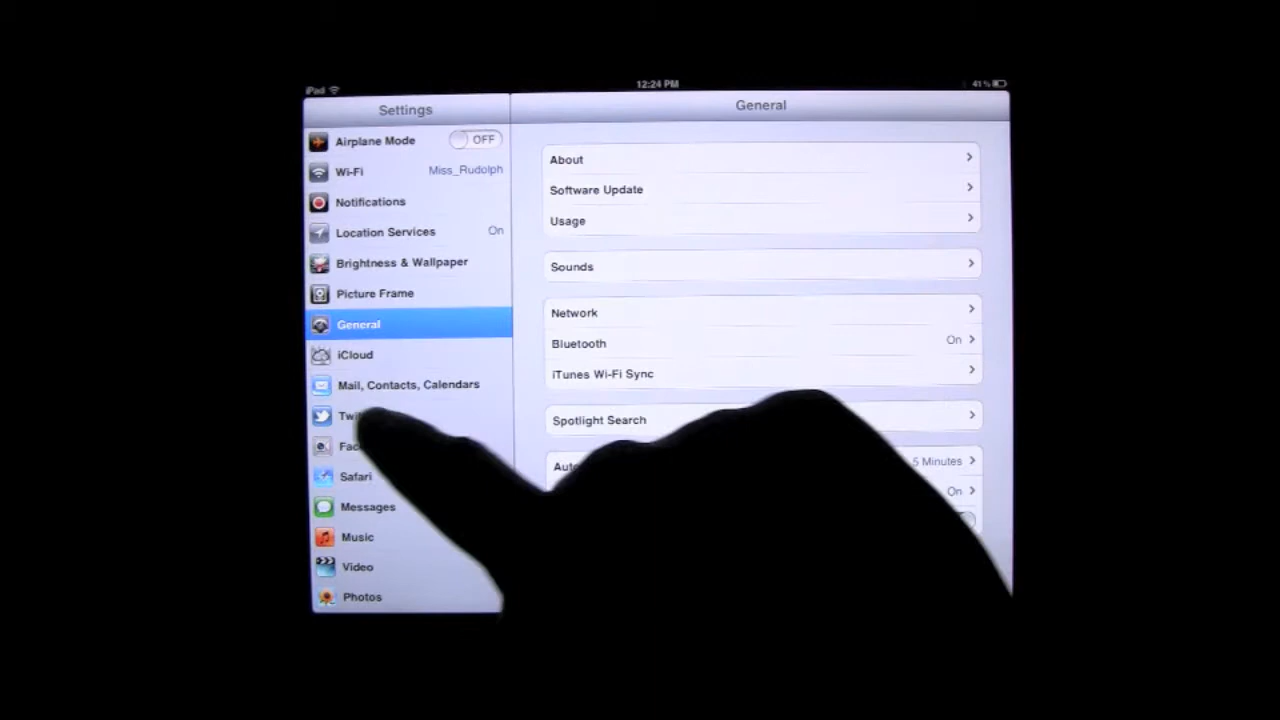 iPad
12:24 PM
41%
Settings
General
Airplane Mode OFF
Wi-Fi Miss_Rudolph
Notifications
Location Services On
Brightness & Wallpaper
Picture Frame
General
iCloud
Mail, Contacts, Calendars
Safari
Messages
Music
Video
Photos
About
Software Update
Usage
Sounds
Network
Bluetooth On
iTunes Wi-Fi Sync
Spotlight Search
5 Minutes
On